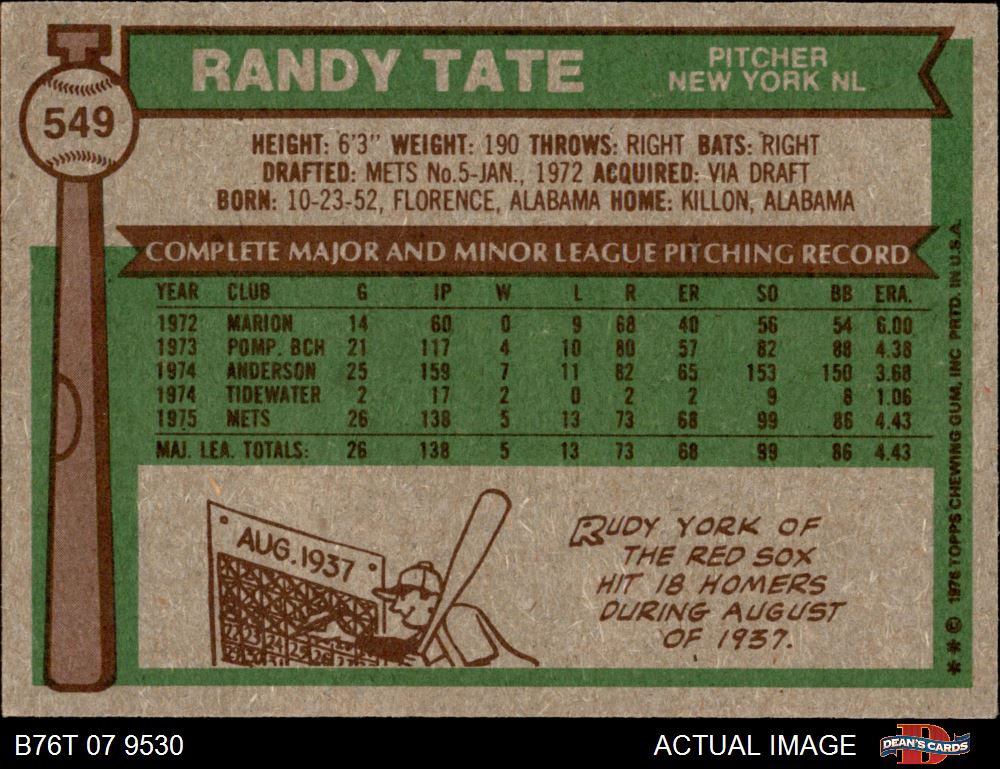 549
RANDY TATE
PITCHER
NEW YORK NL
HEIGHT: 6'3" WEIGHT: 190 THROWS: RIGHT BATS: RIGHT
DRAFTED: METS No.5-JAN., 1972 ACQUIRED: VIA DRAFT
BORN: 10-23-52, FLORENCE, ALABAMA HOME: KILLON, ALABAMA
COMPLETE MAJOR AND MINOR LEAGUE PITCHING RECORD
YEAR CLUB G IP W L R ER SO BB ERA.
1972 MARION 14 60 0 9 68 40 56 54 6.00
1973 POMP. BCH 21 117 4 10 80 57 82 88 4.38
1974 ANDERSON 25 159 7 11 82 65 153 150 3.68
1974 TIDEWATER 2 17 2 0 2 2 9 8 1.06
1975 METS 26 138 5 13 73 68 99 86 4.43
MAJ. LEA. TOTALS: 26 138 5 13 73 68 99 86 4.43
AUG. 1937
RUDY YORK OF
THE RED SOX
HIT 18 HOMERS
DURING AUGUST
OF 1937.
** © 1976 TOPPS CHEWING GUM, INC PRTD. IN U.S.A.
B76T 07 9530
ACTUAL IMAGE
DEAN'S CARDS